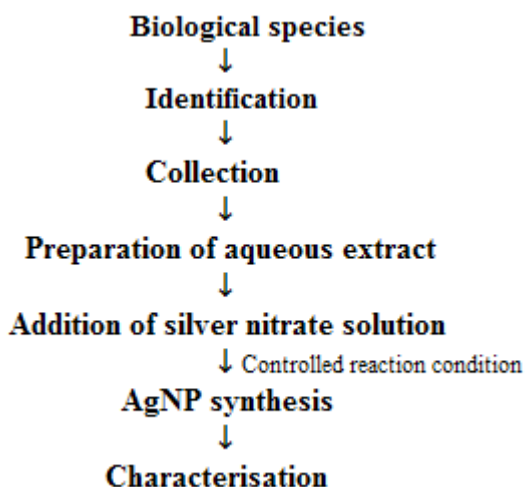 Biological species
↓
Identification
↓
Collection
↓
Preparation of aqueous extract
↓
Addition of silver nitrate solution
↓ Controlled reaction condition
AgNP synthesis
↓
Characterisation